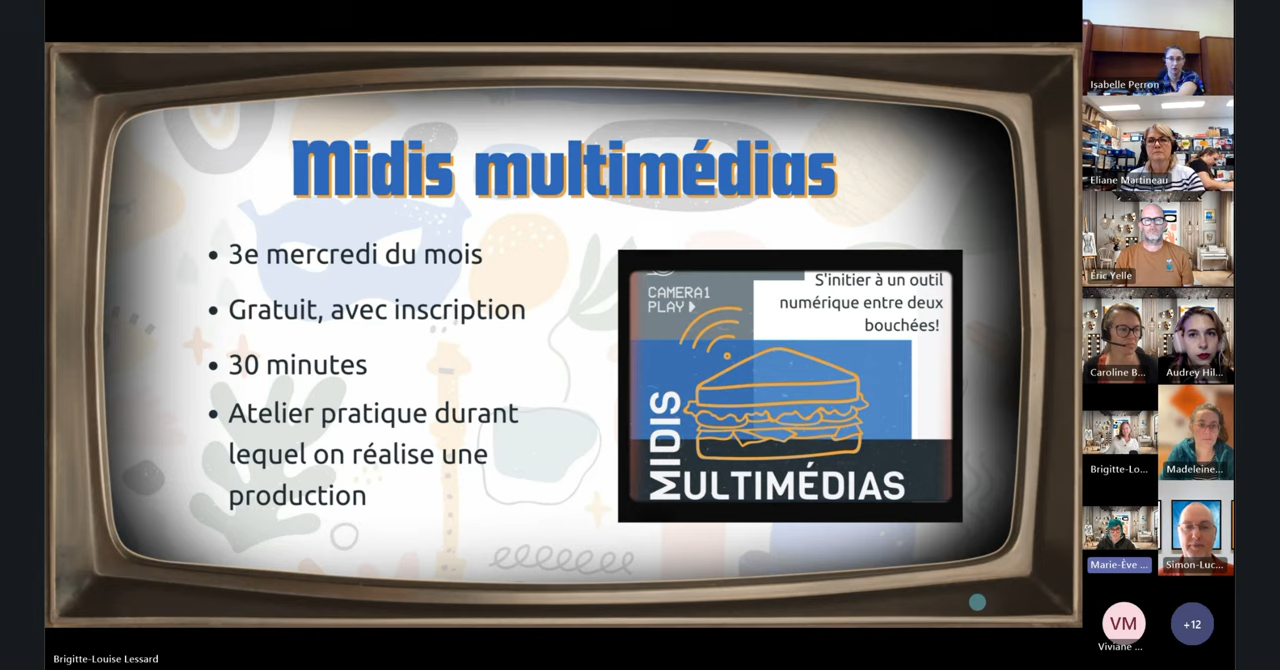 Midis multimédias
• 3e mercredi du mois
• Gratuit, avec inscription
• 30 minutes
• Atelier pratique durant
lequel on réalise une
production
CAMERA1
PLAY
S'initier à un outil
numérique entre deux
bouchées!
MIDIS
MULTIMÉDIAS
Isabelle Perron
Eliane Martineau
Éric Yelle
Caroline B...
Audrey Hil...
Brigitte-Lo...
Madeleine...
Marie-Ève ...
Simon-Luc...
VM
Viviane ...
+12
Brigitte-Louise Lessard